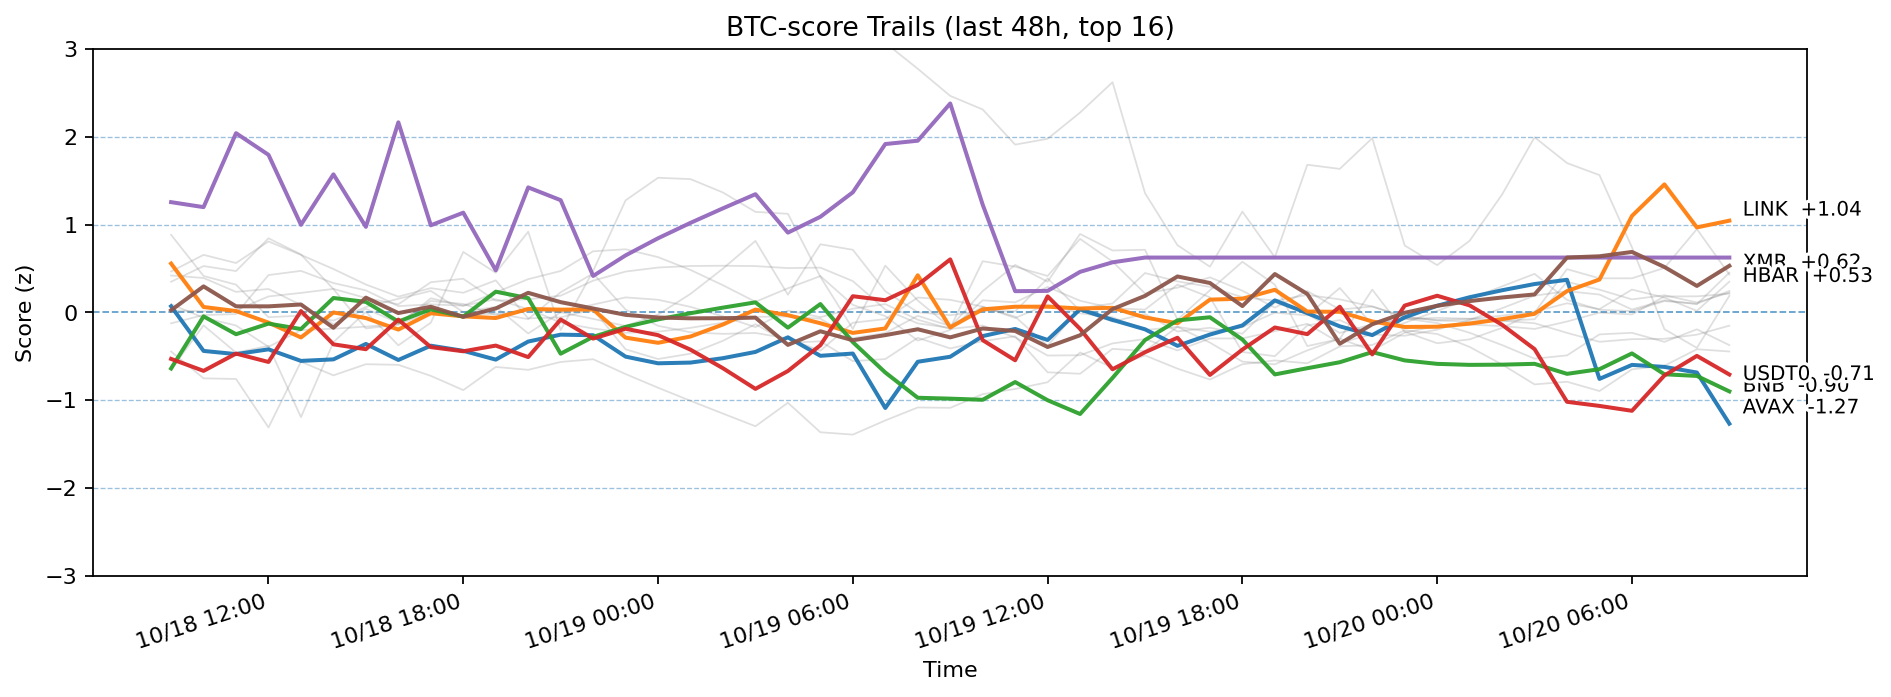 BTC-score Trails (last 48h, top 16)
3
2
1
0
−1
−2
−3
Score (z)
LINK +1.04
XMR +0.62
HBAR +0.53
USDT0 -0.71
BNB -0.90
AVAX -1.27
10/18 12:00
10/18 18:00
10/19 00:00
10/19 06:00
10/19 12:00
10/19 18:00
10/20 00:00
10/20 06:00
Time